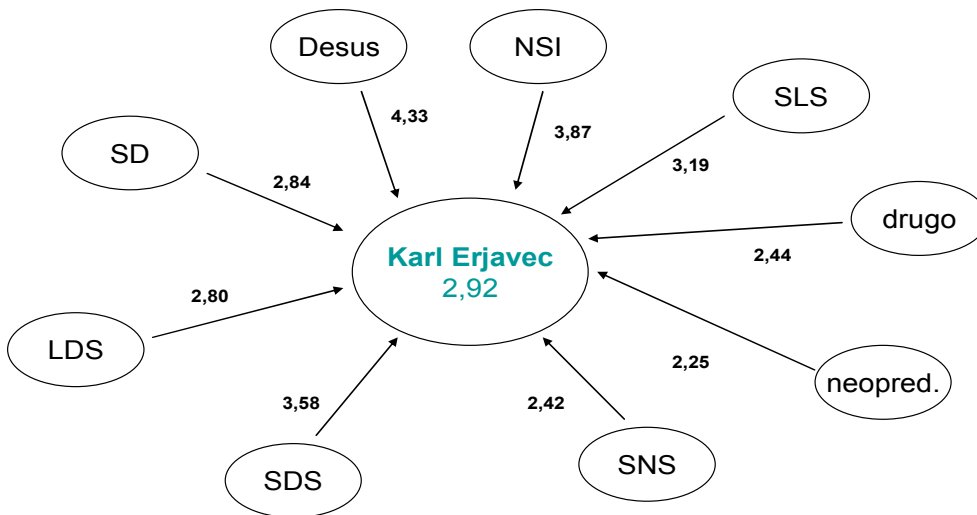 Desus
NSI
SLS
4,33
3,87
SD
3,19
2,84
drugo
Karl Erjavec
2,92
2,44
2,80
LDS
2,25
neopred.
3,58
2,42
SNS
SDS